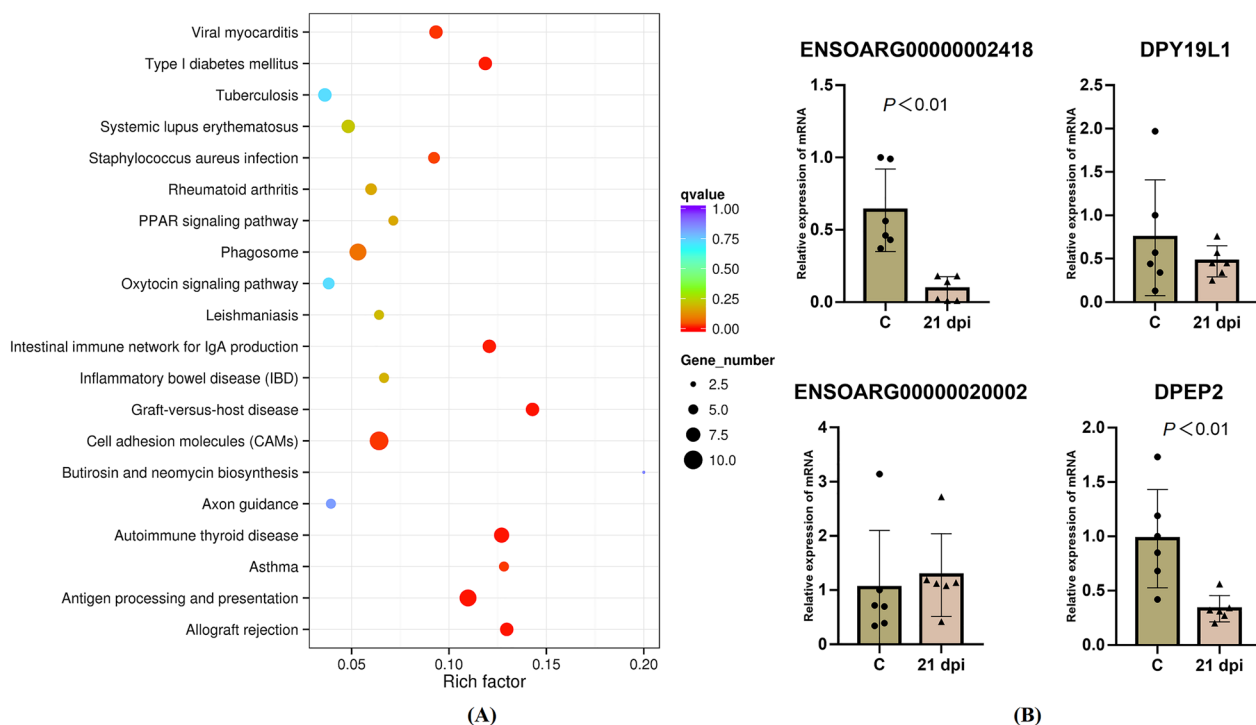 Viral myocarditis
Type I diabetes mellitus
Tuberculosis
Systemic lupus erythematosus
Staphylococcus aureus infection
Rheumatoid arthritis
PPAR signaling pathway
Phagosome
Oxytocin signaling pathway
Leishmaniasis
Intestinal immune network for IgA production
Inflammatory bowel disease (IBD)
Graft-versus-host disease
Cell adhesion molecules (CAMs)
Butirosin and neomycin biosynthesis
Axon guidance
Autoimmune thyroid disease
Asthma
Antigen processing and presentation
Allograft rejection
0.05 0.10 0.15 0.20
Rich factor
qvalue
1.00
0.75
0.50
0.25
0.00
Gene_number
2.5
5.0
7.5
10.0
(A)
ENSOARG00000002418
P<0.01
Relative expression of mRNA
1.5
1.0
0.5
0.0
C 21 dpi
DPY19L1
Relative expression of mRNA
2.5
2.0
1.5
1.0
0.5
0.0
C 21 dpi
ENSOARG00000020002
Relative expression of mRNA
4
3
2
1
0
C 21 dpi
DPEP2
P<0.01
Relative expression of mRNA
2.0
1.5
1.0
0.5
0.0
C 21 dpi
(B)